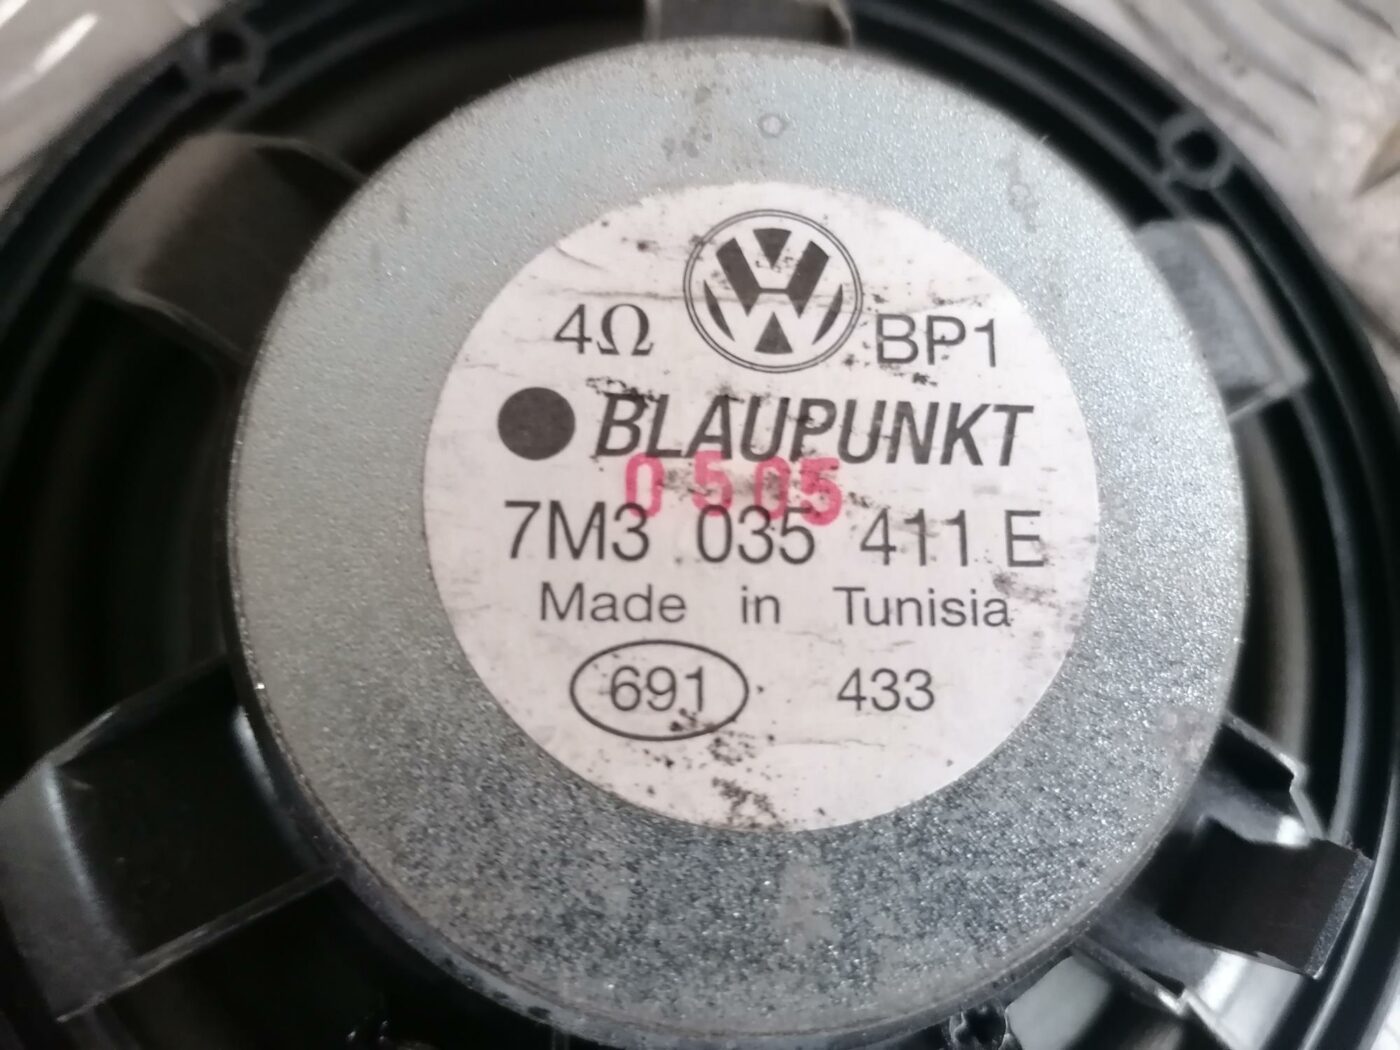 4Ω BP1
BLAUPUNKT
0505
7M3 035 411 E
Made in Tunisia
691 433